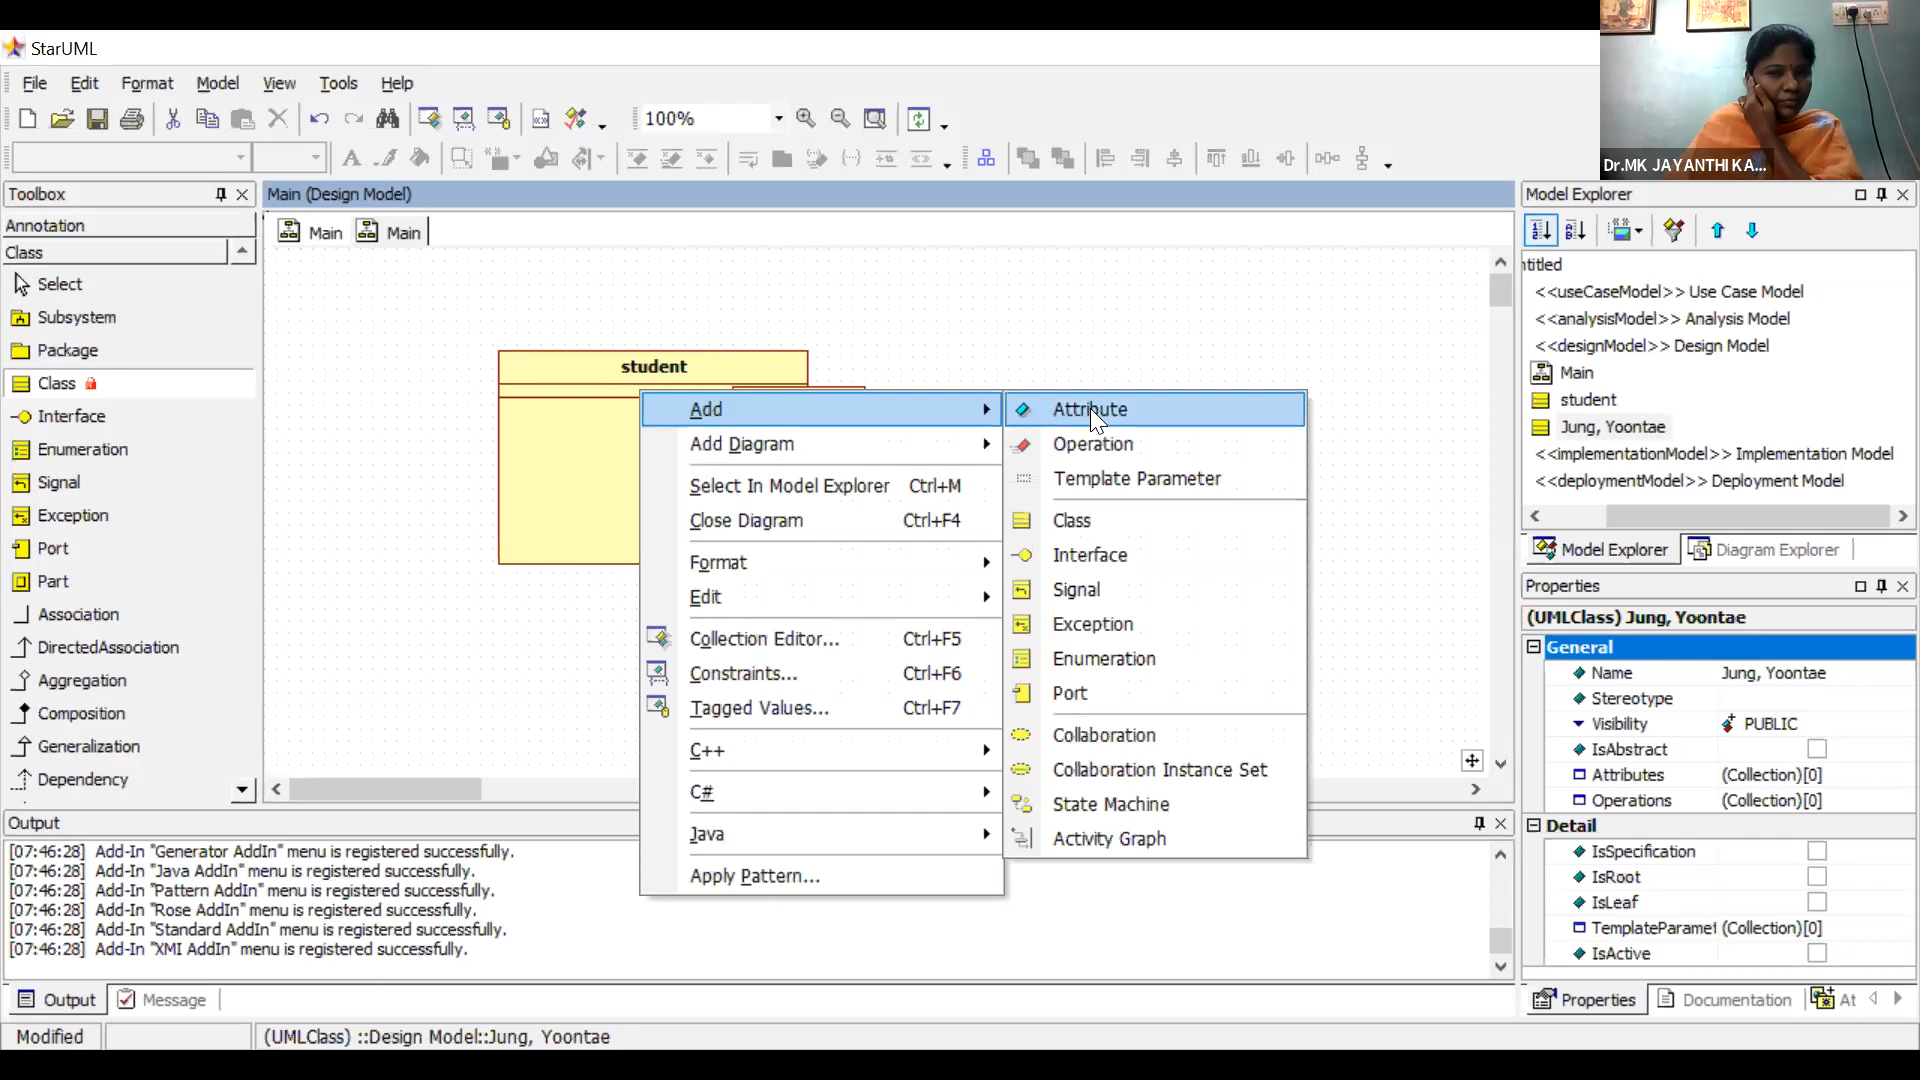 StarUML
File Edit Format Model View Tools Help
100%
Dr.MK JAYANTHI KA...
Toolbox
Annotation
Class
Select
Subsystem
Package
Class
Interface
Enumeration
Signal
Exception
Port
Part
Association
DirectedAssociation
Aggregation
Composition
Generalization
Dependency
Main (Design Model)
Main Main
student
Add
Add Diagram
Select In Model Explorer Ctrl+M
Close Diagram Ctrl+F4
Format
Edit
Collection Editor... Ctrl+F5
Constraints... Ctrl+F6
Tagged Values... Ctrl+F7
C++
C#
Java
Apply Pattern...
Attribute
Operation
Template Parameter
Class
Interface
Signal
Exception
Enumeration
Port
Collaboration
Collaboration Instance Set
State Machine
Activity Graph
Model Explorer
ntitled
<<useCaseModel>> Use Case Model
<<analysisModel>> Analysis Model
<<designModel>> Design Model
Main
student
Jung, Yoontae
<<implementationModel>> Implementation Model
<<deploymentModel>> Deployment Model
Model Explorer Diagram Explorer
Properties
(UMLClass) Jung, Yoontae
General
Name Jung, Yoontae
Stereotype
Visibility PUBLIC
IsAbstract
Attributes (Collection)[0]
Operations (Collection)[0]
Detail
IsSpecification
IsRoot
IsLeaf
TemplateParamet (Collection)[0]
IsActive
Properties Documentation At
Output
[07:46:28] Add-In "Generator AddIn" menu is registered successfully.
[07:46:28] Add-In "Java AddIn" menu is registered successfully.
[07:46:28] Add-In "Pattern AddIn" menu is registered successfully.
[07:46:28] Add-In "Rose AddIn" menu is registered successfully.
[07:46:28] Add-In "Standard AddIn" menu is registered successfully.
[07:46:28] Add-In "XMI AddIn" menu is registered successfully.
Output Message
Modified (UMLClass) ::Design Model::Jung, Yoontae